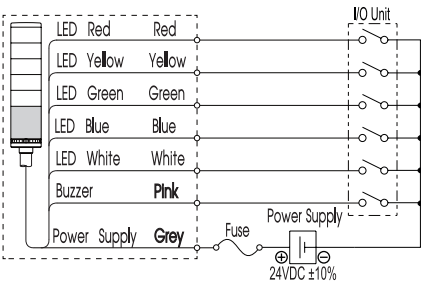 I/O Unit
LED Red Red
LED Yellow Yellow
LED Green Green
LED Blue Blue
LED White White
Buzzer Pink
Power Supply Grey
Fuse
Power Supply
⊕ ⊖
24VDC ±10%